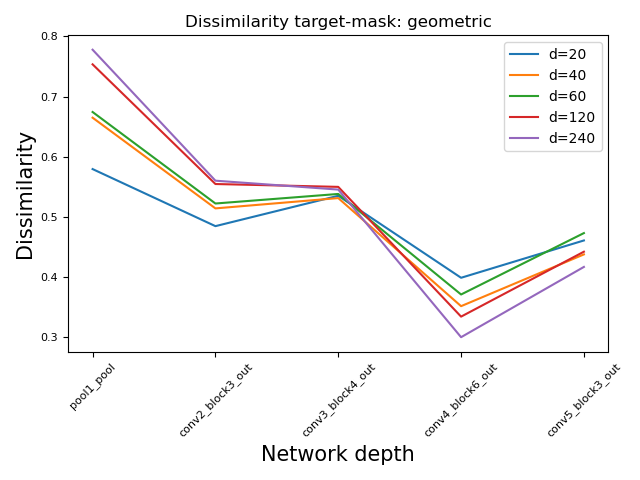 Dissimilarity target-mask: geometric
Dissimilarity
0.8
0.7
0.6
0.5
0.4
0.3
d=20
d=40
d=60
d=120
d=240
pool1_pool
conv2_block3_out
conv3_block4_out
conv4_block6_out
conv5_block3_out
Network depth